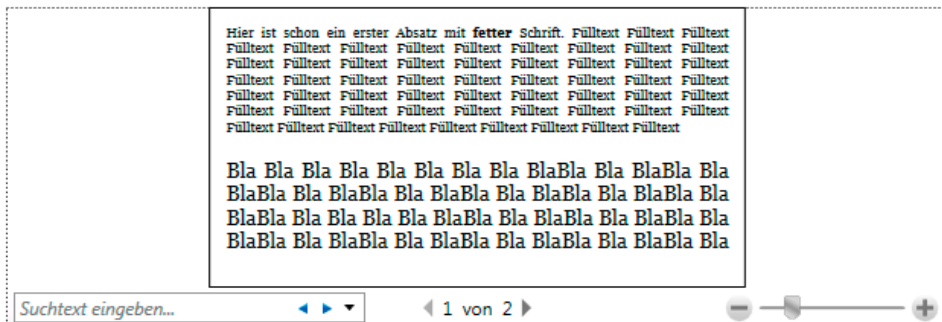 Hier ist schon ein erster Absatz mit fetter Schrift. Fülltext Fülltext Fülltext
Fülltext Fülltext Fülltext Fülltext Fülltext Fülltext Fülltext Fülltext Fülltext
Fülltext Fülltext Fülltext Fülltext Fülltext Fülltext Fülltext Fülltext Fülltext
Fülltext Fülltext Fülltext Fülltext Fülltext Fülltext Fülltext Fülltext Fülltext
Fülltext Fülltext Fülltext Fülltext Fülltext Fülltext Fülltext Fülltext Fülltext
Fülltext Fülltext Fülltext Fülltext Fülltext Fülltext Fülltext Fülltext Fülltext
Fülltext Fülltext Fülltext Fülltext Fülltext Fülltext Fülltext Fülltext Fülltext
Bla Bla Bla Bla Bla Bla Bla Bla BlaBla Bla BlaBla Bla
BlaBla Bla BlaBla Bla BlaBla Bla BlaBla Bla BlaBla Bla
BlaBla Bla Bla Bla Bla BlaBla Bla BlaBla Bla BlaBla Bla
BlaBla Bla BlaBla Bla BlaBla Bla BlaBla Bla BlaBla Bla
Suchtext eingeben... 1 von 2